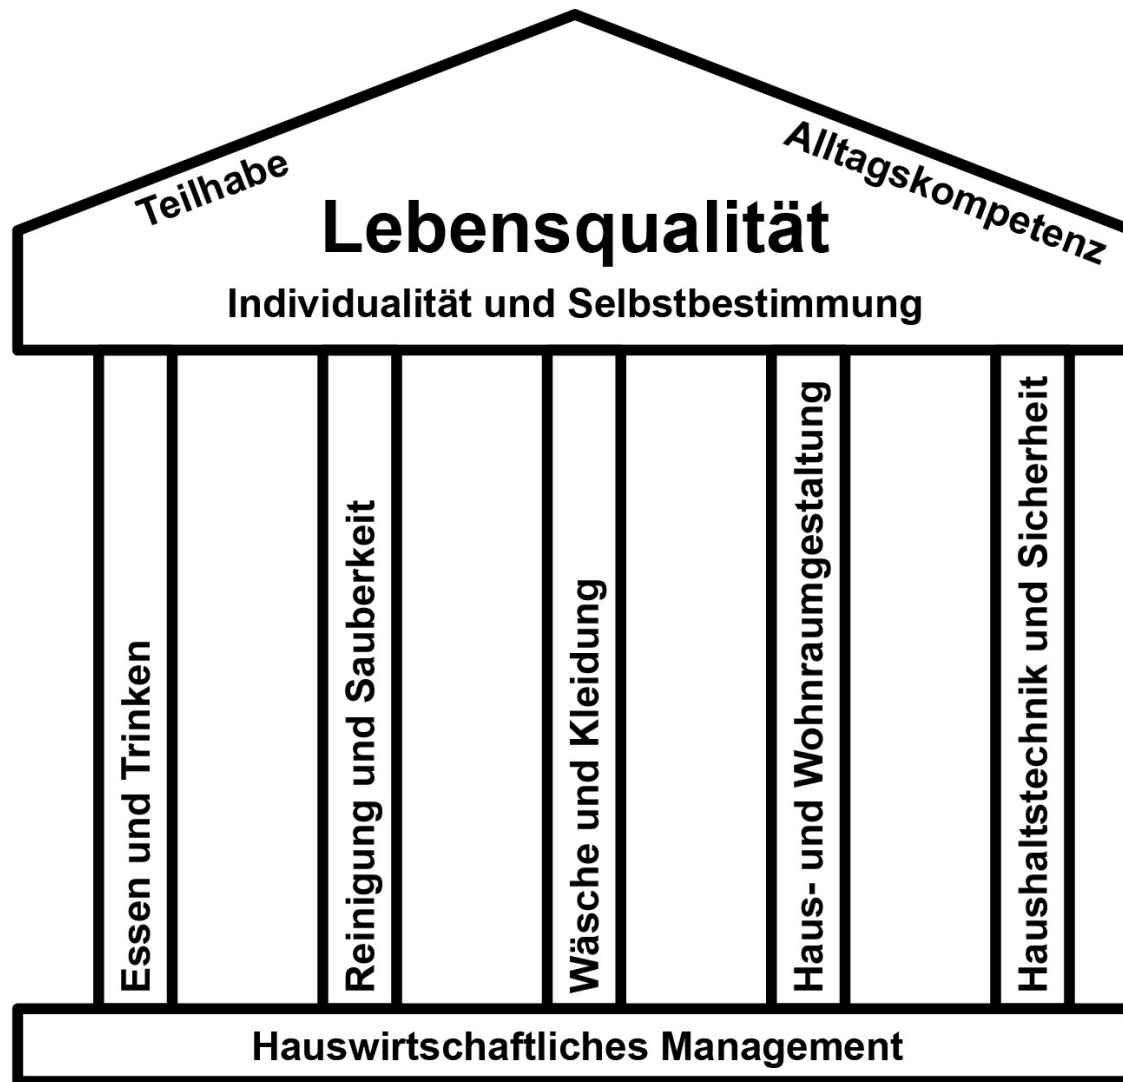 Teilhabe
Alltagskompetenz
Lebensqualität
Individualität und Selbstbestimmung
Essen und Trinken
Reinigung und Sauberkeit
Wäsche und Kleidung
Haus- und Wohnraumgestaltung
Haushaltstechnik und Sicherheit
Hauswirtschaftliches Management